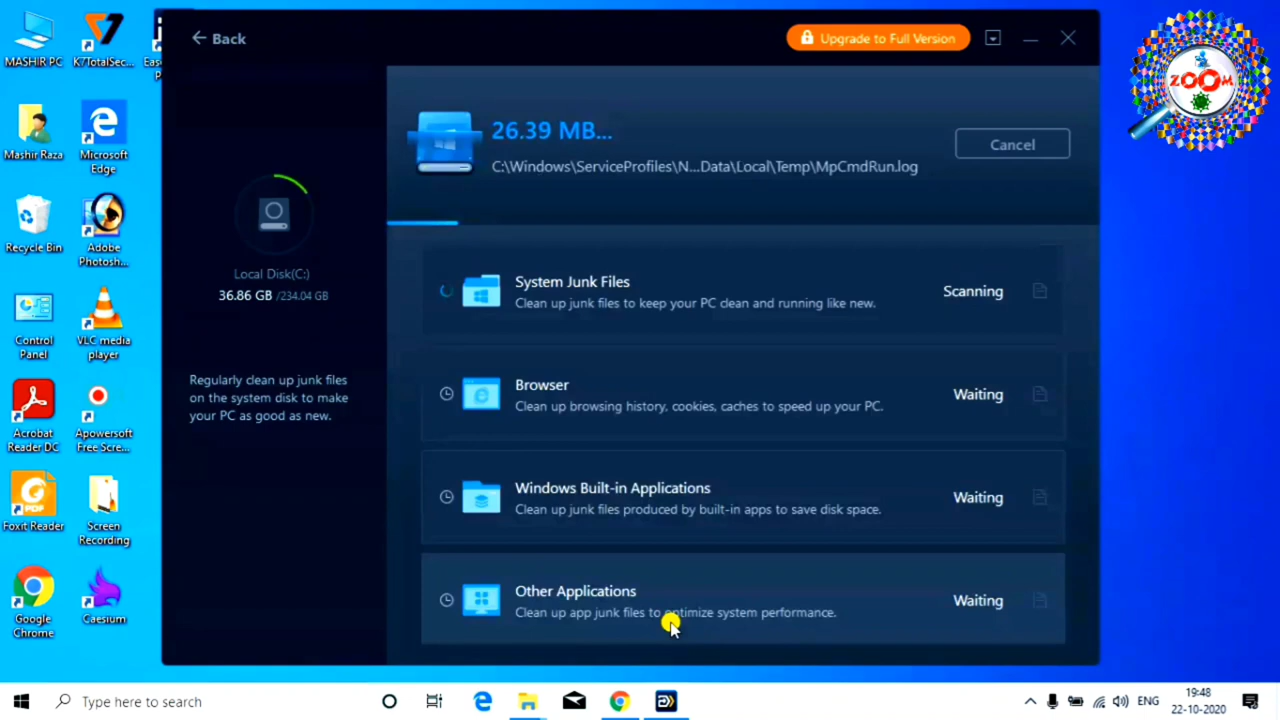 Back
Upgrade to Full Version
26.39 MB...
Cancel
C:\Windows\ServiceProfiles\N...Data\Local\Temp\MpCmdRun.log
Local Disk(C:)
36.86 GB /234.04 GB
Regularly clean up junk files
on the system disk to make
your PC as good as new.
System Junk Files
Clean up junk files to keep your PC clean and running like new.
Scanning
Browser
Clean up browsing history, cookies, caches to speed up your PC.
Waiting
Windows Built-in Applications
Clean up junk files produced by built-in apps to save disk space.
Waiting
Other Applications
Clean up app junk files to optimize system performance.
Waiting
MASHIR PC
K7TotalSec...
Mashir Raza
Microsoft
Edge
Recycle Bin
Adobe
Photosh...
Control
Panel
VLC media
player
Acrobat
Reader DC
Apowersoft
Free Scre...
Foxit Reader
Screen
Recording
Google
Chrome
Caesium
ZOOM
Type here to search
ENG
19:48
22-10-2020